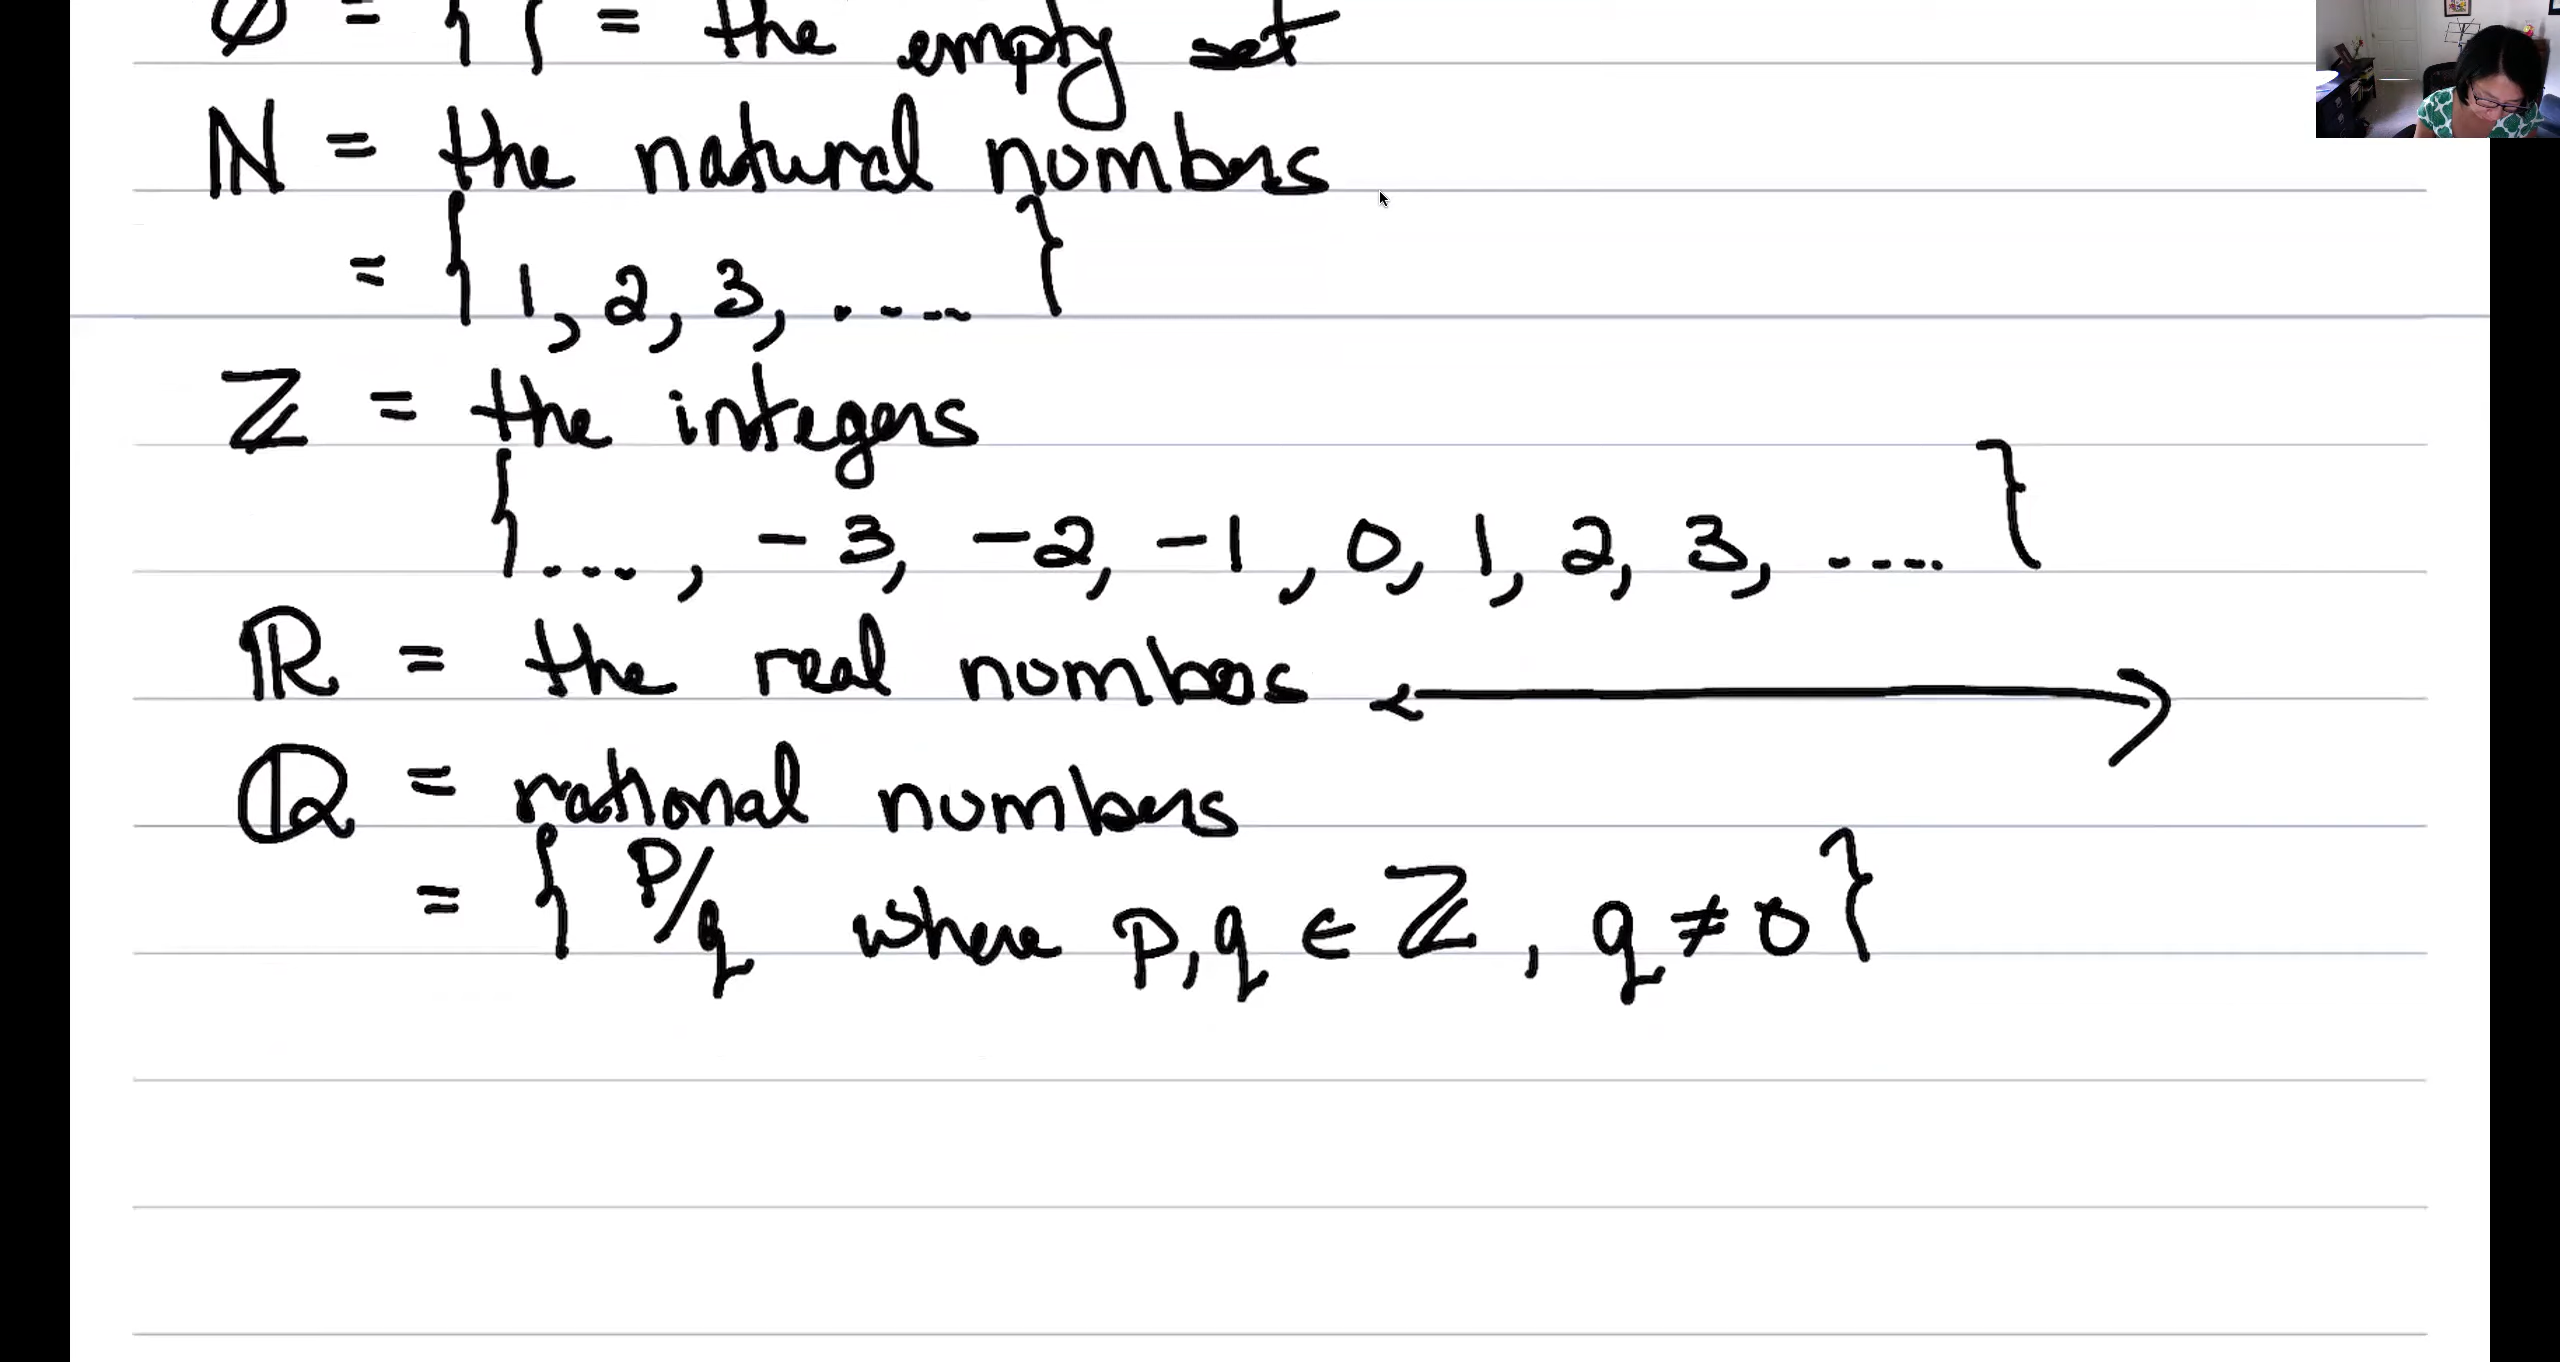 ∅ = { } = the empty set
ℕ = the natural numbers
= { 1, 2, 3, ..... }
ℤ = the integers
{ ..., -3, -2, -1, 0, 1, 2, 3, .... }
ℝ = the real numbers
ℚ = rational numbers
= { p/q where p, q ∈ ℤ, q ≠ 0 }